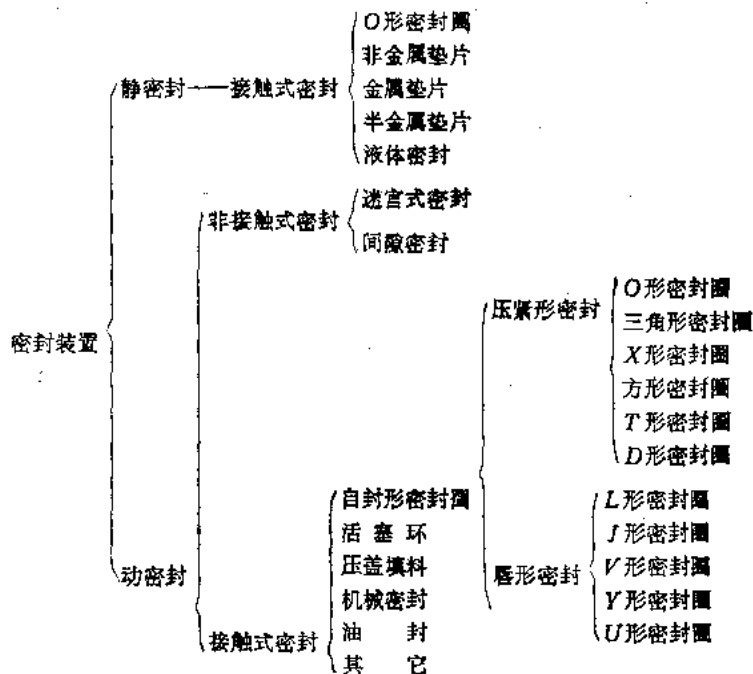 密封装置
静密封
接触式密封
O形密封圈
非金属垫片
金属垫片
半金属垫片
液体密封
动密封
非接触式密封
迷宫式密封
间隙密封
接触式密封
自封形密封圈
压紧形密封
O形密封圈
三角形密封圈
X形密封圈
方形密封圈
T形密封圈
D形密封圈
唇形密封
L形密封圈
J形密封圈
V形密封圈
Y形密封圈
U形密封圈
活塞环
压盖填料
机械密封
油封
其它